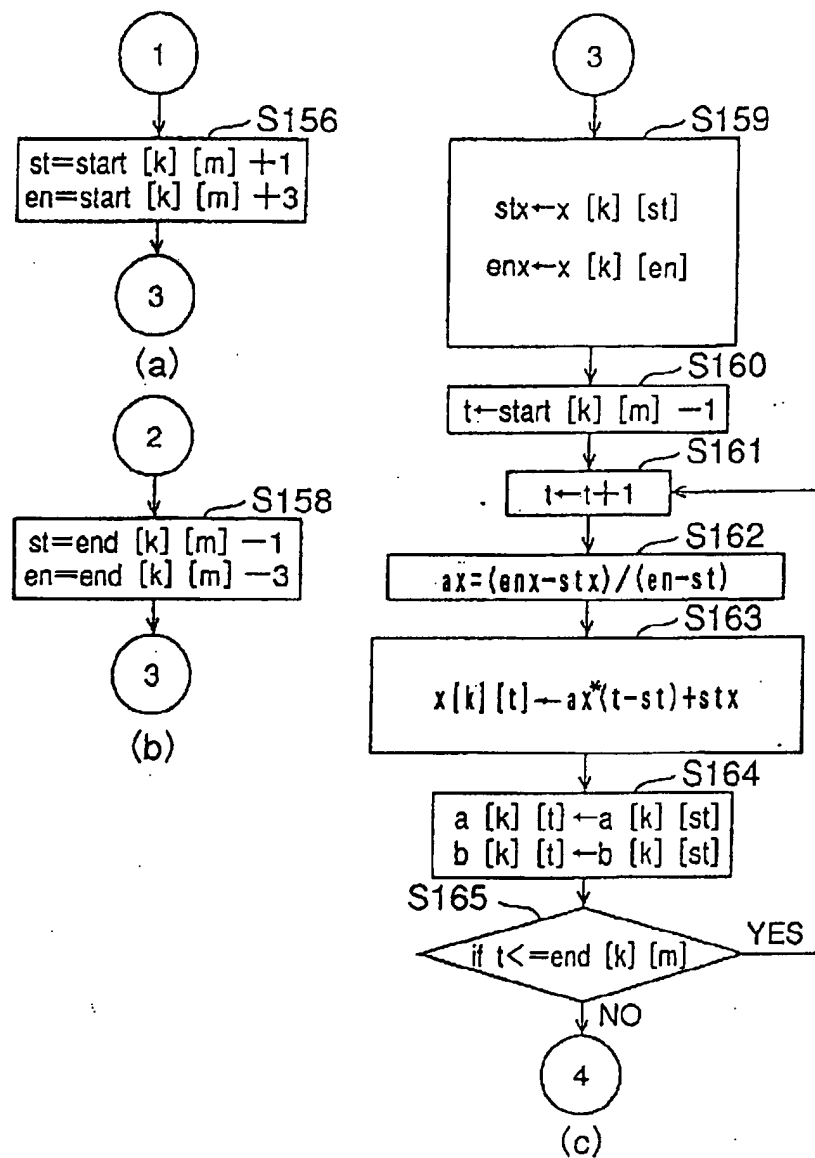 1
S156
st=start [k] [m] +1
en=start [k] [m] +3
3
(a)
2
S158
st=end [k] [m] −1
en=end [k] [m] −3
3
(b)
3
S159
stx←x [k] [st]
enx←x [k] [en]
S160
t←start [k] [m] −1
S161
t←t+1
S162
ax=(enx-stx)/(en-st)
S163
x[k][t]←ax*(t-st)+stx
S164
a [k] [t]←a [k] [st]
b [k] [t]←b [k] [st]
S165
if t<=end [k] [m]
YES
NO
4
(c)